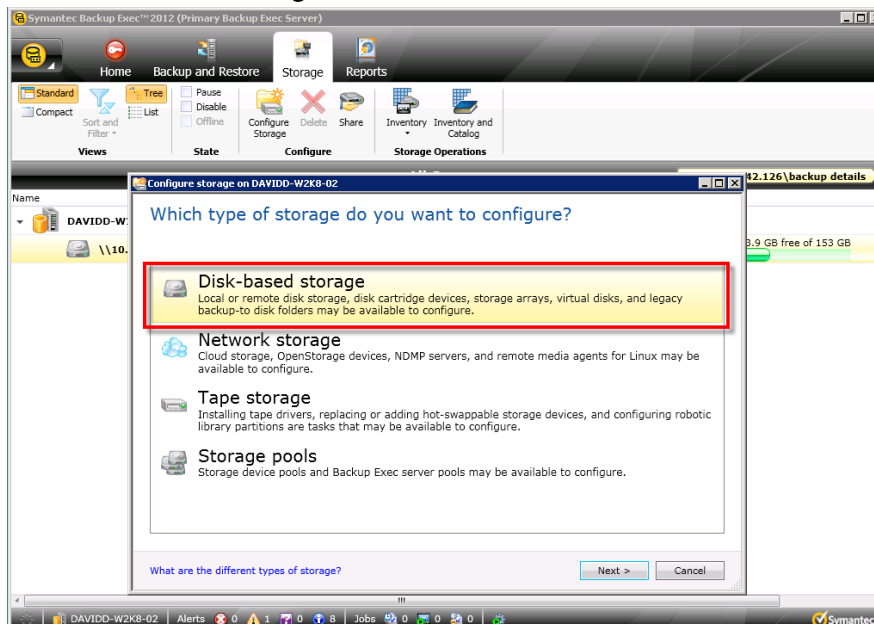 Symantec Backup Exec™ 2012 (Primary Backup Exec Server)
Home Backup and Restore Storage Reports
Standard
Compact
Sort and Filter
Tree
List
Views
Pause
Disable
Offline
State
Configure Storage
Delete
Share
Configure
Inventory
Inventory and Catalog
Storage Operations
42.126\backup details
Name
DAVIDD-W
\\10.
3.9 GB free of 153 GB
Configure storage on DAVIDD-W2K8-02
Which type of storage do you want to configure?
Disk-based storage
Local or remote disk storage, disk cartridge devices, storage arrays, virtual disks, and legacy
backup-to disk folders may be available to configure.
Network storage
Cloud storage, OpenStorage devices, NDMP servers, and remote media agents for Linux may be
available to configure.
Tape storage
Installing tape drivers, replacing or adding hot-swappable storage devices, and configuring robotic
library partitions are tasks that may be available to configure.
Storage pools
Storage device pools and Backup Exec server pools may be available to configure.
What are the different types of storage?
Next >
Cancel
DAVIDD-W2K8-02 Alerts 0 1 0 8 Jobs 0 0 0 Symantec